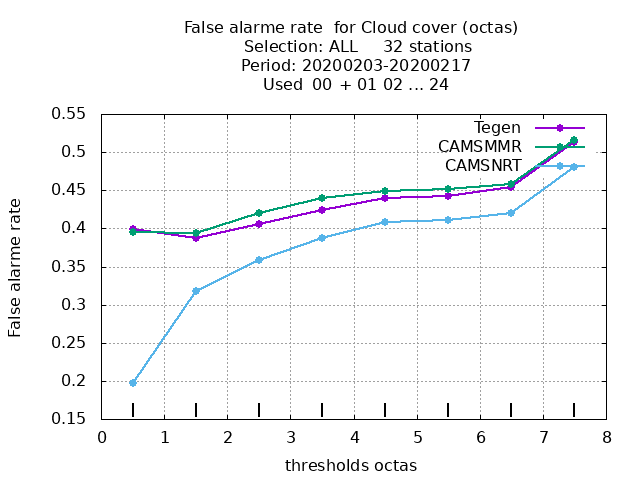 False alarme rate  for Cloud cover (octas)
Selection: ALL     32 stations
Period: 20200203-20200217
Used  00 + 01 02 ... 24
Tegen
CAMSMMR
CAMSNRT
False alarme rate
0.55
0.5
0.45
0.4
0.35
0.3
0.25
0.2
0.15
0 1 2 3 4 5 6 7 8
thresholds octas